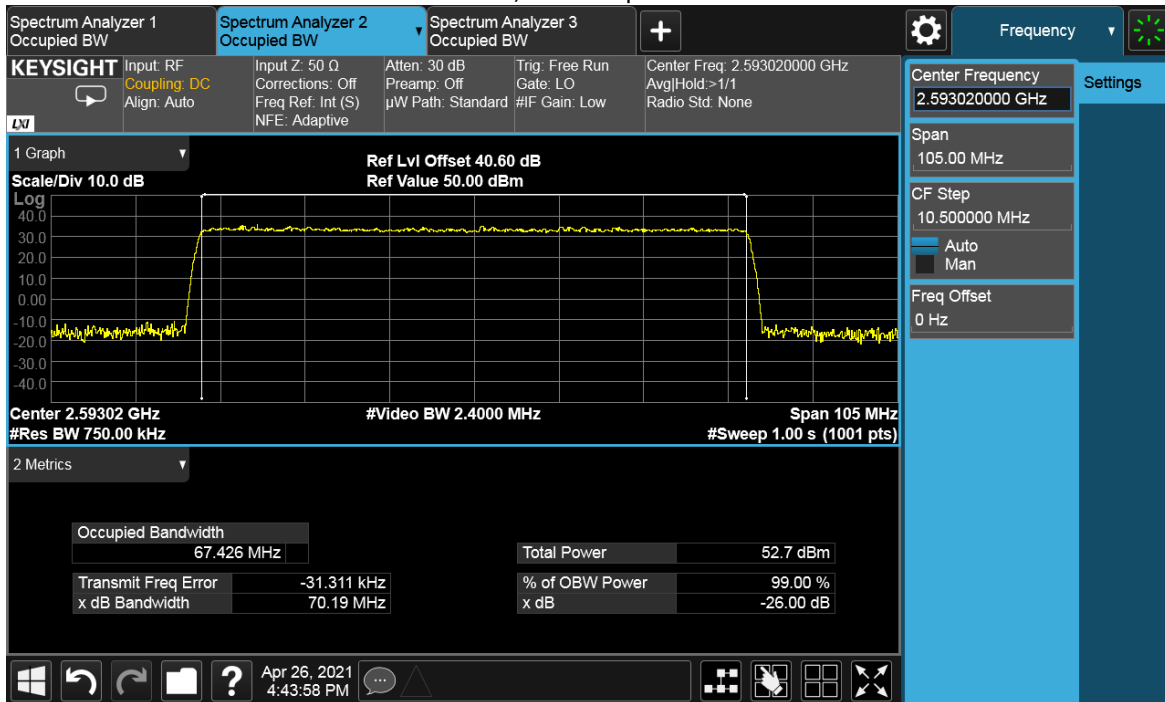 Spectrum Analyzer 1
Occupied BW
Spectrum Analyzer 2
Occupied BW
Spectrum Analyzer 3
Occupied BW
+
Frequency
KEYSIGHT
LXI
Input: RF
Coupling: DC
Align: Auto
Input Z: 50 Ω
Corrections: Off
Freq Ref: Int (S)
NFE: Adaptive
Atten: 30 dB
Preamp: Off
µW Path: Standard
Trig: Free Run
Gate: LO
#IF Gain: Low
Center Freq: 2.593020000 GHz
Avg|Hold:>1/1
Radio Std: None
Center Frequency
2.593020000 GHz
Settings
Span
105.00 MHz
CF Step
10.500000 MHz
Auto
Man
Freq Offset
0 Hz
1 Graph
Scale/Div 10.0 dB
Ref Lvl Offset 40.60 dB
Ref Value 50.00 dBm
Log
40.0
30.0
20.0
10.0
0.00
-10.0
-20.0
-30.0
-40.0
Center 2.59302 GHz
#Video BW 2.4000 MHz
Span 105 MHz
#Res BW 750.00 kHz
#Sweep 1.00 s (1001 pts)
2 Metrics
Occupied Bandwidth
67.426 MHz
Total Power 52.7 dBm
Transmit Freq Error -31.311 kHz
% of OBW Power 99.00 %
x dB Bandwidth 70.19 MHz
x dB -26.00 dB
?
Apr 26, 2021
4:43:58 PM